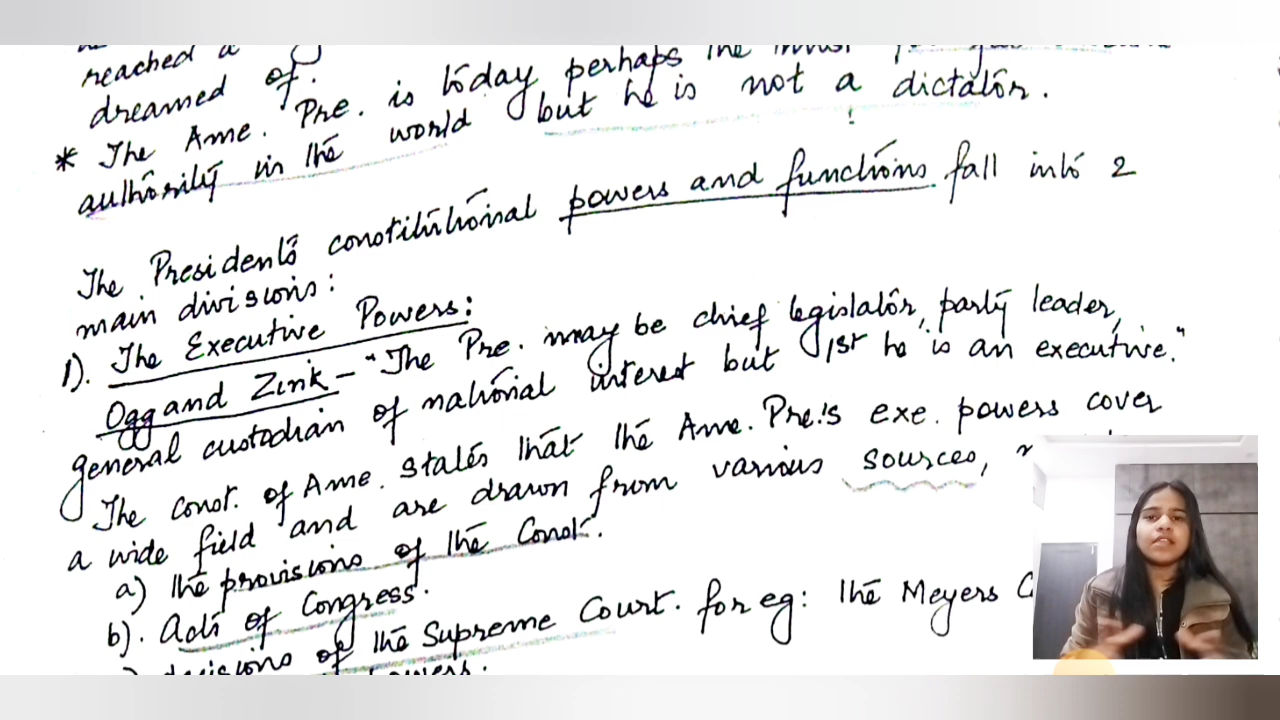 reached a
dreamed of.
* The Ame. Pre. is today perhaps the most
authority in the world but he is not a dictator.
The President's constitutional powers and functions fall into 2
main divisions:
1). The Executive Powers:
Ogg and Zink - "The Pre. may be chief legislator, party leader,
general custodian of national interest but 1st he is an executive."
The const. of Ame. states that the Ame. Pre.'s exe. powers cover
a wide field and are drawn from various sources,
a) the provisions of the Const.
b). Acts of Congress.
decisions of the Supreme Court. for eg: the Meyers